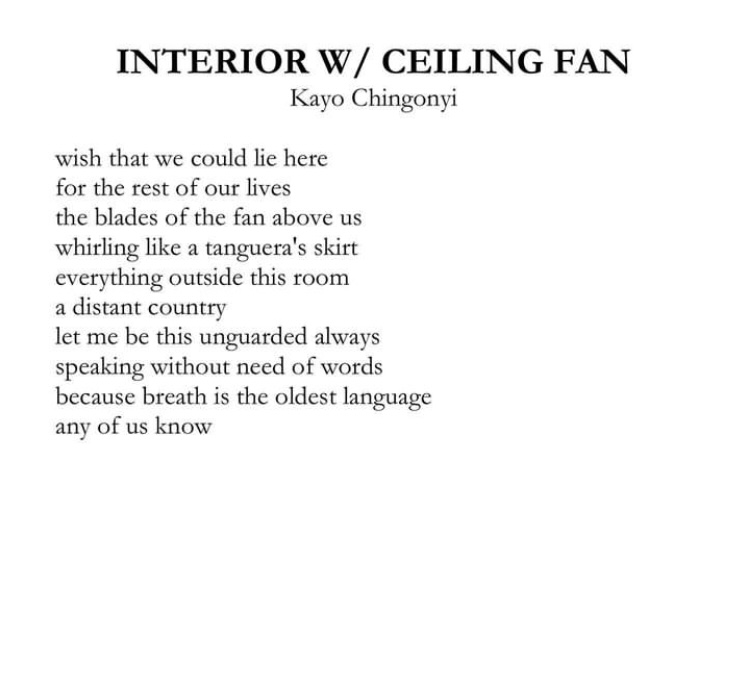 INTERIOR W/ CEILING FAN
Kayo Chingonyi
wish that we could lie here
for the rest of our lives
the blades of the fan above us
whirling like a tanguera's skirt
everything outside this room
a distant country
let me be this unguarded always
speaking without need of words
because breath is the oldest language
any of us know